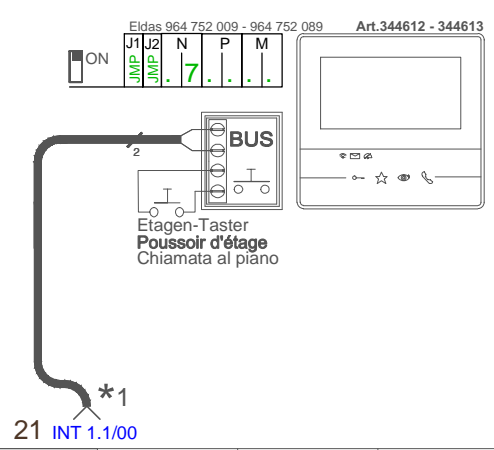 Eldas 964 752 009 - 964 752 089 Art.344612 - 344613
ON
J1 J2 N P M
JMP JMP . 7 . . . .
BUS
2
Etagen-Taster
Poussoir d'étage
Chiamata al piano
*1
21 INT 1.1/00